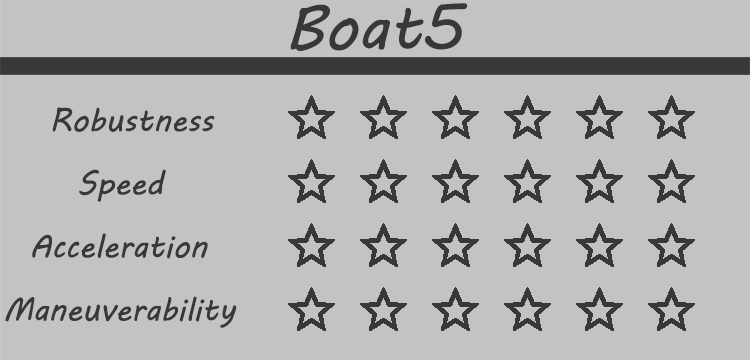 Boat5
Robustness
Speed
Acceleration
Maneuverability